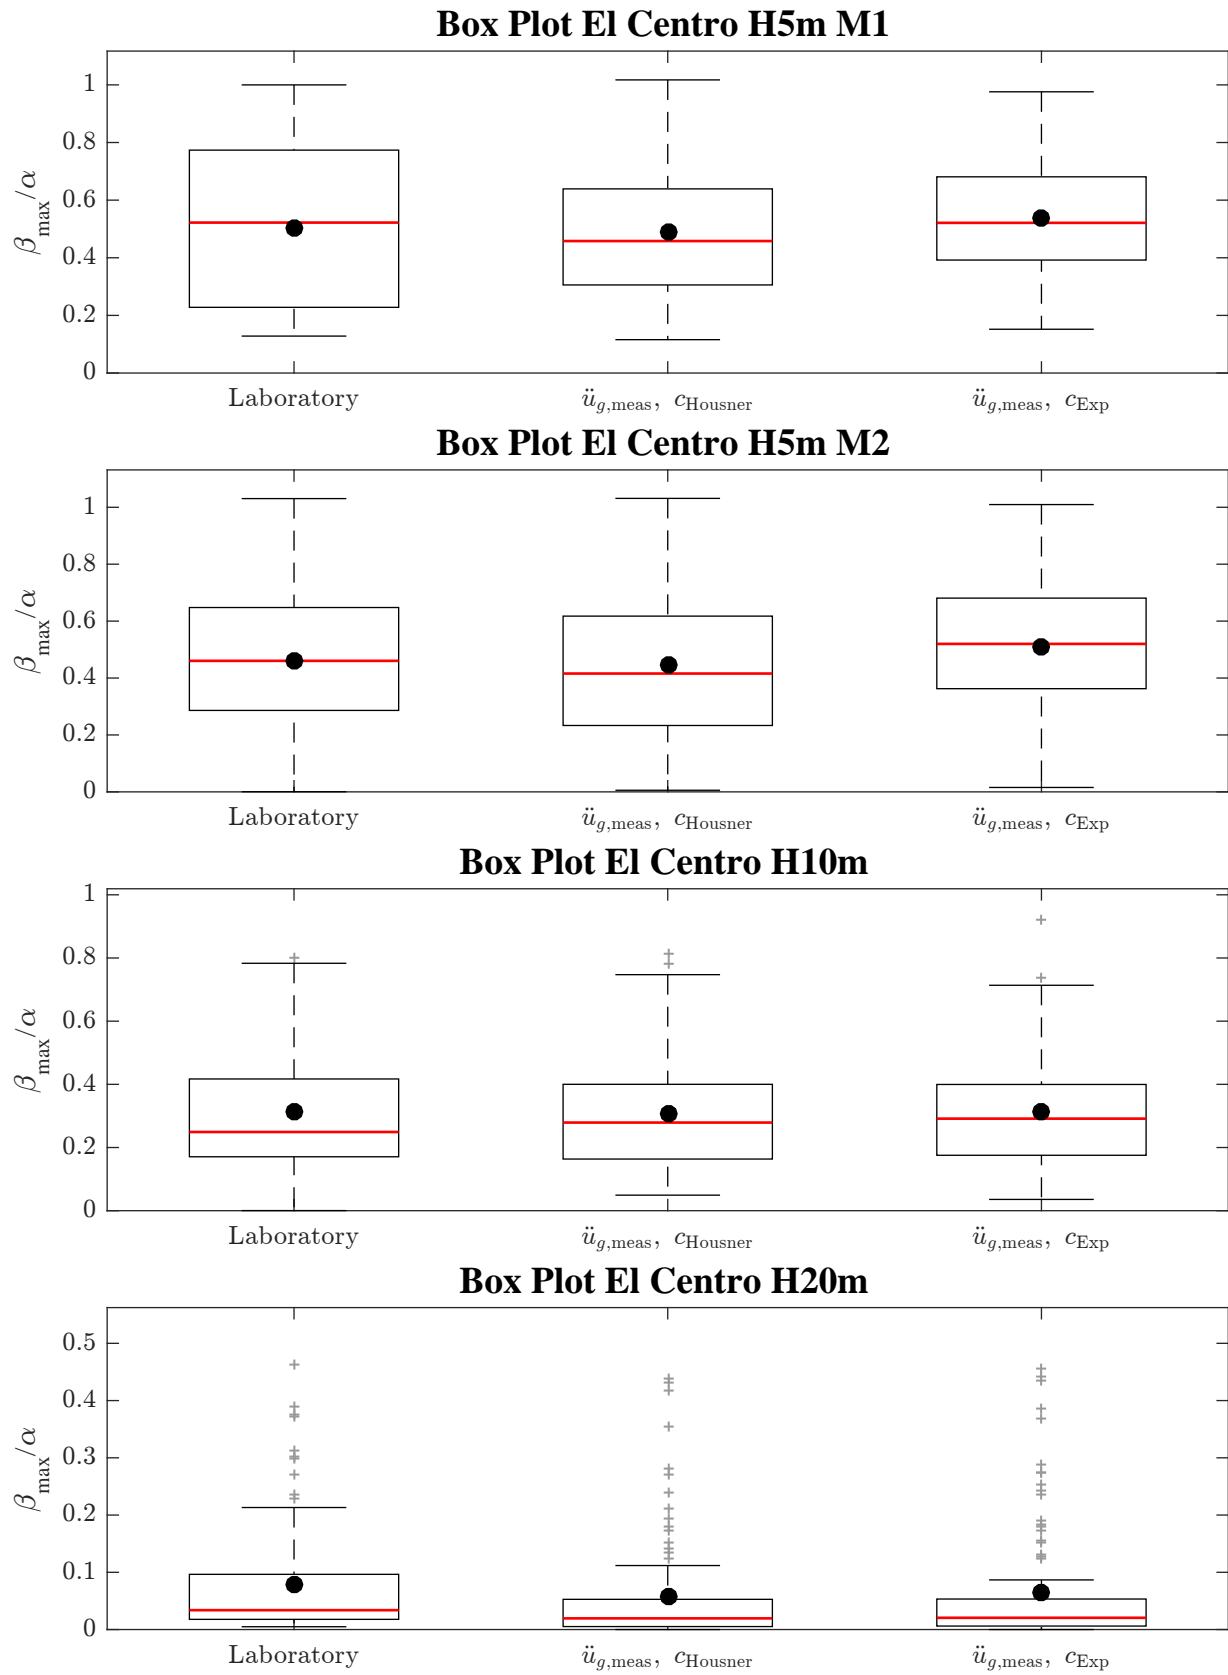 Box Plot El Centro H5m M1
1
0.8
0.6
0.4
0.2
0
β_max/α
Laboratory
ü_g,meas, c_Housner
ü_g,meas, c_Exp
Box Plot El Centro H5m M2
1
0.8
0.6
0.4
0.2
0
β_max/α
Laboratory
ü_g,meas, c_Housner
ü_g,meas, c_Exp
Box Plot El Centro H10m
1
0.8
0.6
0.4
0.2
0
β_max/α
Laboratory
ü_g,meas, c_Housner
ü_g,meas, c_Exp
Box Plot El Centro H20m
0.5
0.4
0.3
0.2
0.1
0
β_max/α
Laboratory
ü_g,meas, c_Housner
ü_g,meas, c_Exp